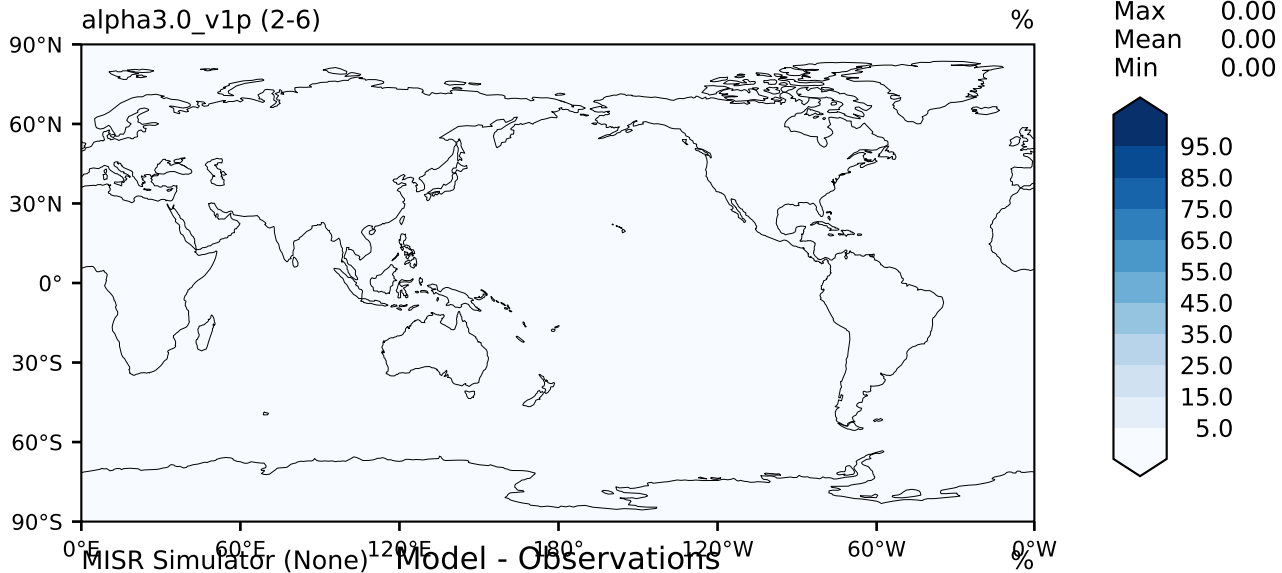 alpha3.0_v1p (2-6)
%
Max 0.00
Mean 0.00
Min 0.00
90°N
60°N
30°N
0°
30°S
60°S
90°S
95.0
85.0
75.0
65.0
55.0
45.0
35.0
25.0
15.0
5.0
0°E 60°E 120°E 180° 120°W 60°W 0°W
MISR Simulator (None)
Model - Observations
%